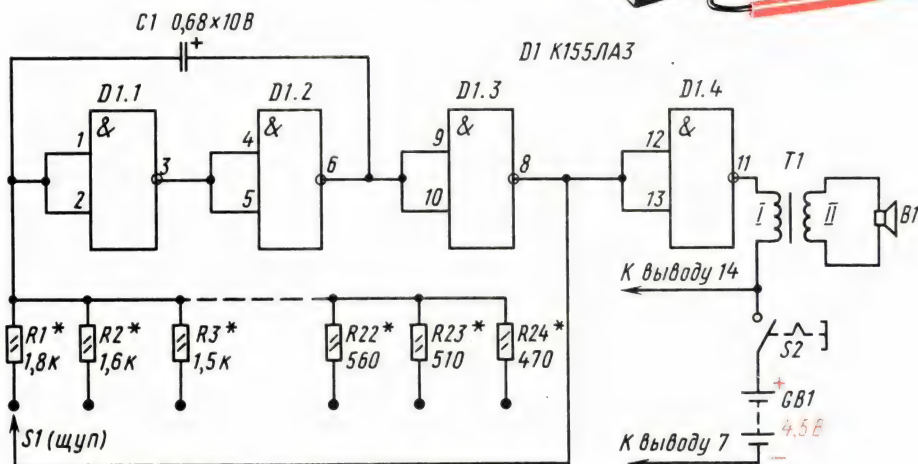 C1 0,68×10В
+
D1 К155ЛА3
D1.1
D1.2
D1.3
D1.4
&
&
&
&
1
2
3
4
5
6
9
10
8
12
13
11
T1
I
II
B1
К выводу 14
R1*
1,8к
R2*
1,6к
R3*
1,5к
R22*
560
R23*
510
R24*
470
S2
+
GB1
4,5В
−
S1 (щуп)
К выводу 7